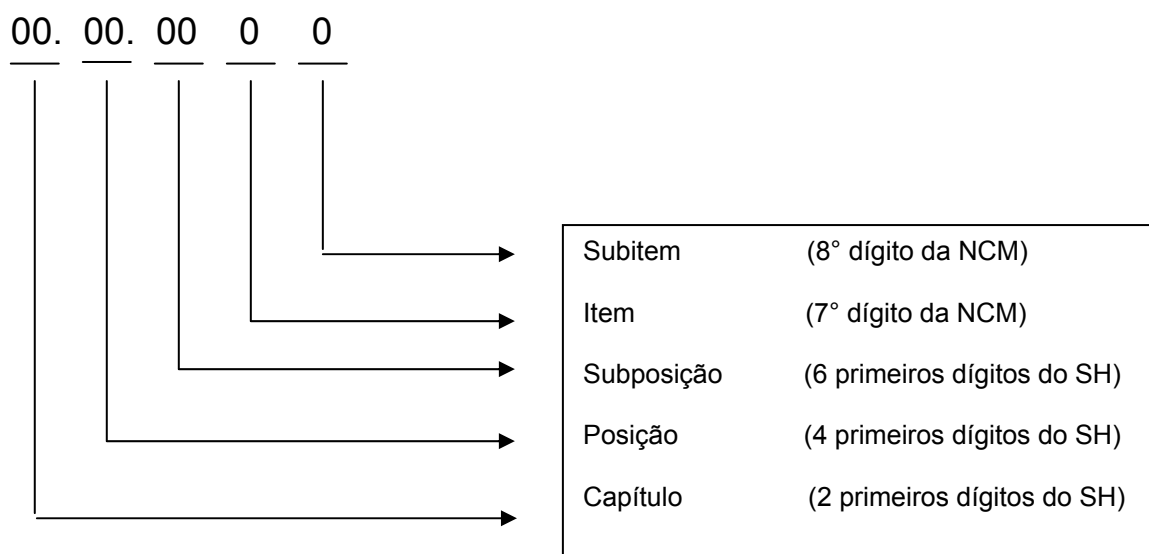 00. 00. 00 0 0
Subitem (8° dígito da NCM)
Item (7° dígito da NCM)
Subposição (6 primeiros dígitos do SH)
Posição (4 primeiros dígitos do SH)
Capítulo (2 primeiros dígitos do SH)